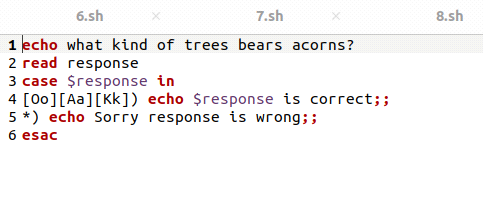 6.sh × 7.sh × 8.sh
1 echo what kind of trees bears acorns?
2 read response
3 case $response in
4 [Oo][Aa][Kk]) echo $response is correct;;
5 *) echo Sorry response is wrong;;
6 esac